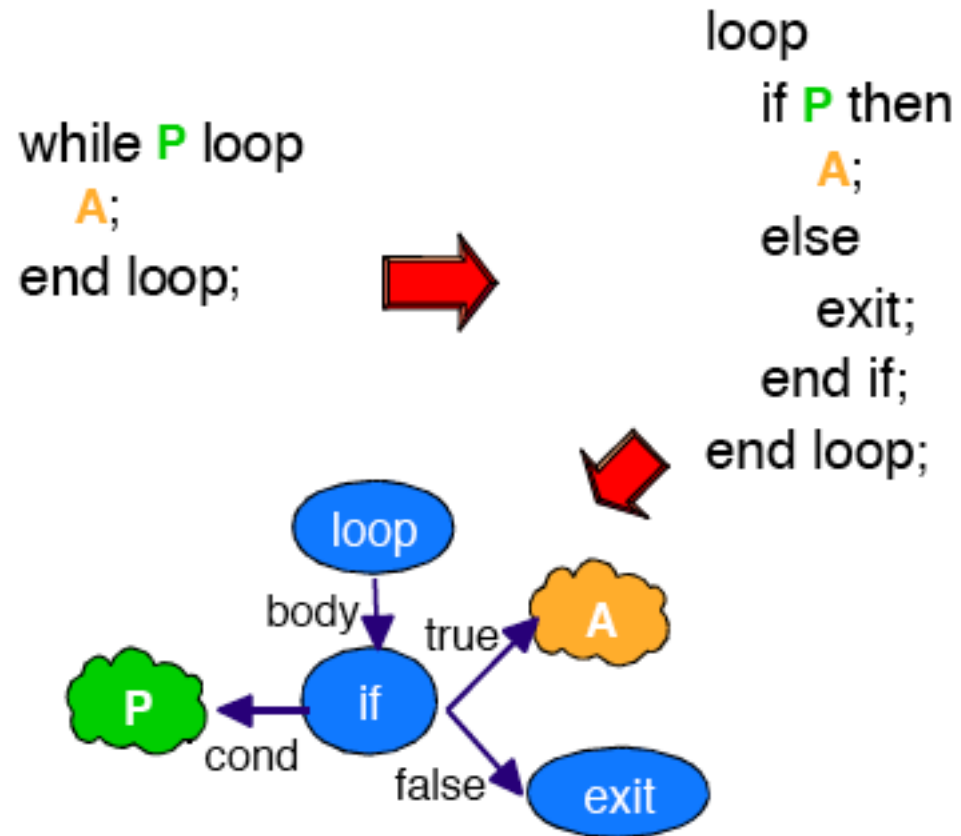 while P loop
A;
end loop;
loop
if P then
A;
else
exit;
end if;
end loop;
loop
body
true
A
P
if
cond
false
exit